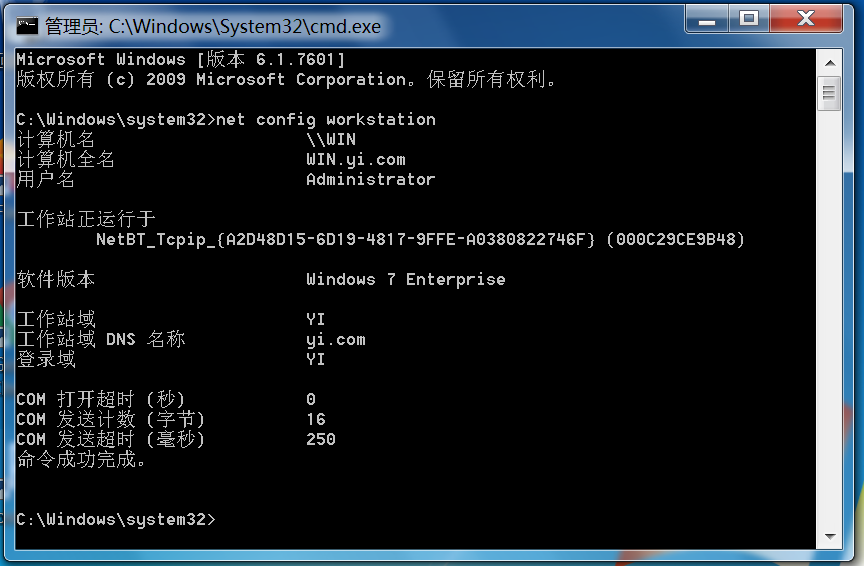 管理员: C:\Windows\System32\cmd.exe
Microsoft Windows [版本 6.1.7601]
版权所有 (c) 2009 Microsoft Corporation。保留所有权利。
C:\Windows\system32>net config workstation
计算机名 \\WIN
计算机全名 WIN.yi.com
用户名 Administrator
工作站正运行于
NetBT_Tcpip_{A2D48D15-6D19-4817-9FFE-A0380822746F} (000C29CE9B48)
软件版本 Windows 7 Enterprise
工作站域 YI
工作站域 DNS 名称 yi.com
登录域 YI
COM 打开超时 (秒) 0
COM 发送计数 (字节) 16
COM 发送超时 (毫秒) 250
命令成功完成。
C:\Windows\system32>